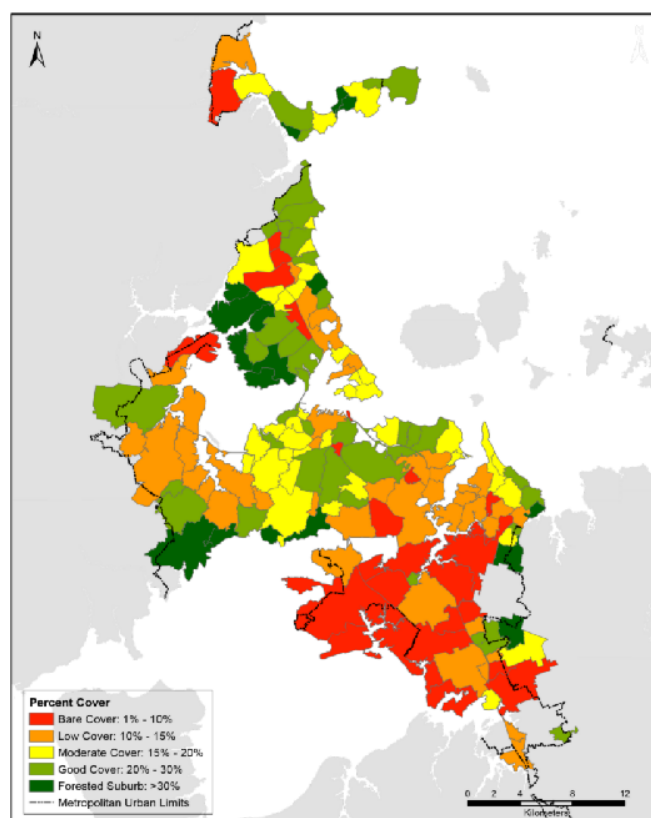 N
Percent Cover
Bare Cover: 1% - 10%
Low Cover: 10% - 15%
Moderate Cover: 15% - 20%
Good Cover: 20% - 30%
Forested Suburb: >30%
Metropolitan Urban Limits
0 2 4 8 12
Kilometers